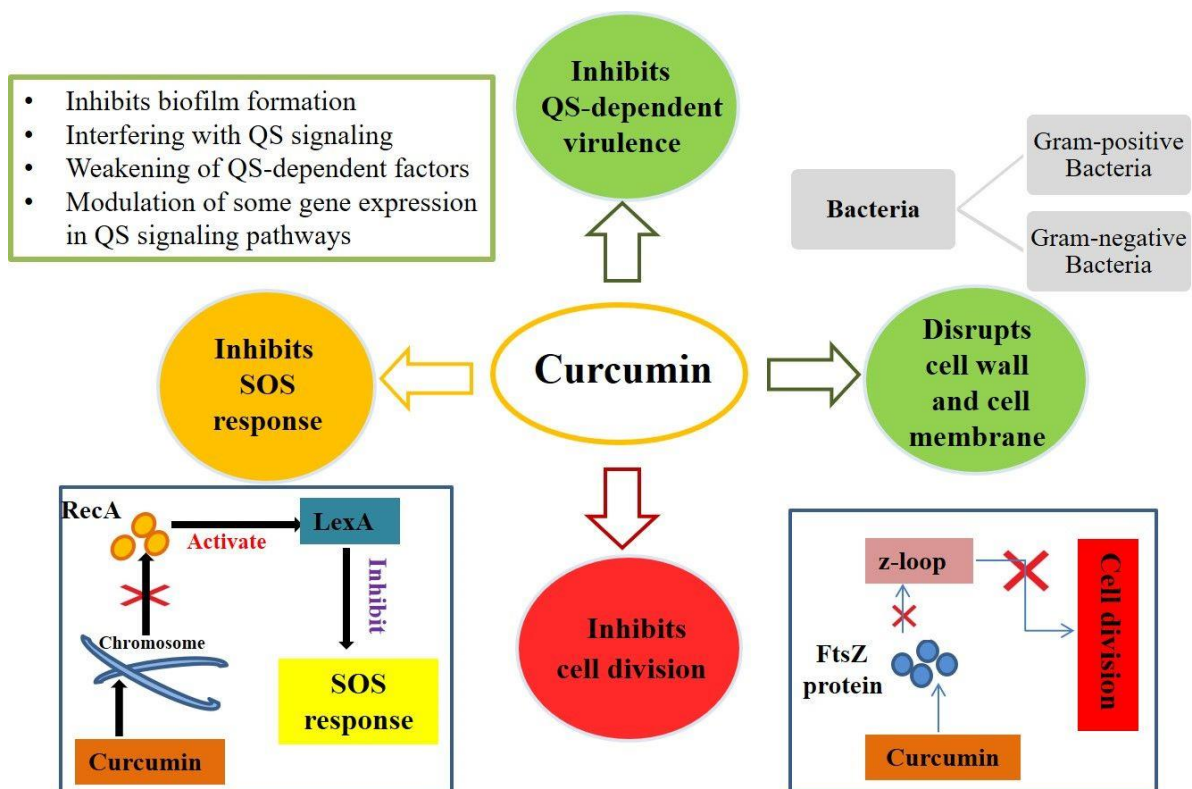 Inhibits
QS-dependent
virulence
• Inhibits biofilm formation
• Interfering with QS signaling
• Weakening of QS-dependent factors
• Modulation of some gene expression
in QS signaling pathways
Bacteria
Gram-positive
Bacteria
Gram-negative
Bacteria
Inhibits
SOS
response
Curcumin
Disrupts
cell wall
and cell
membrane
RecA
Activate
LexA
Inhibit
Chromosome
SOS
response
Curcumin
Inhibits
cell division
z-loop
Cell division
FtsZ
protein
Curcumin